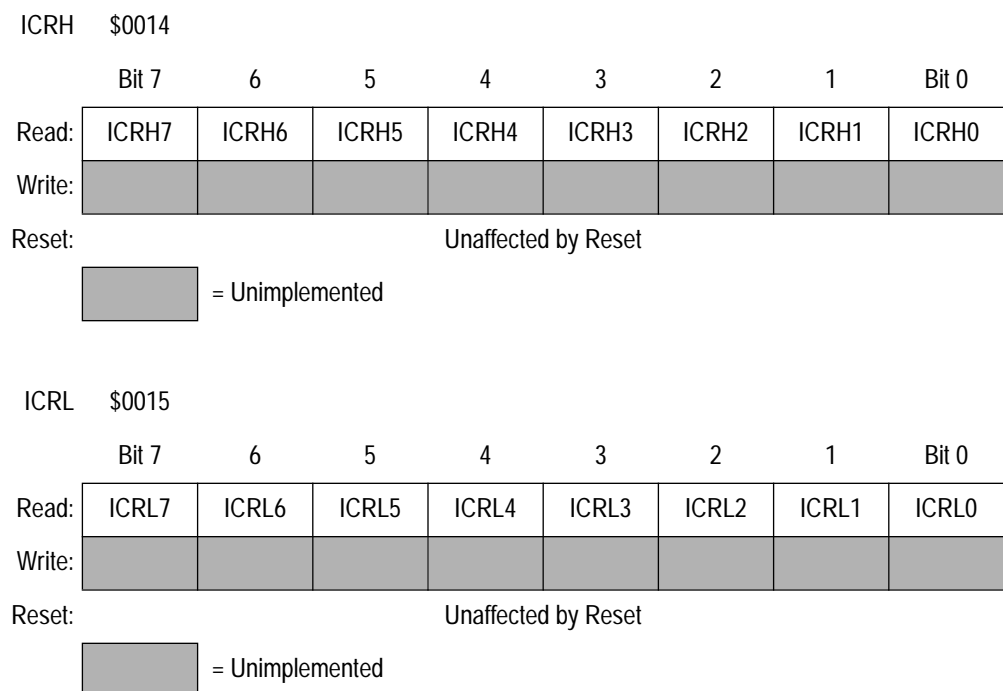 ICRH $0014
Bit 7 6 5 4 3 2 1 Bit 0
Read: ICRH7 ICRH6 ICRH5 ICRH4 ICRH3 ICRH2 ICRH1 ICRH0
Write:
Reset: Unaffected by Reset
= Unimplemented
ICRL $0015
Bit 7 6 5 4 3 2 1 Bit 0
Read: ICRL7 ICRL6 ICRL5 ICRL4 ICRL3 ICRL2 ICRL1 ICRL0
Write:
Reset: Unaffected by Reset
= Unimplemented